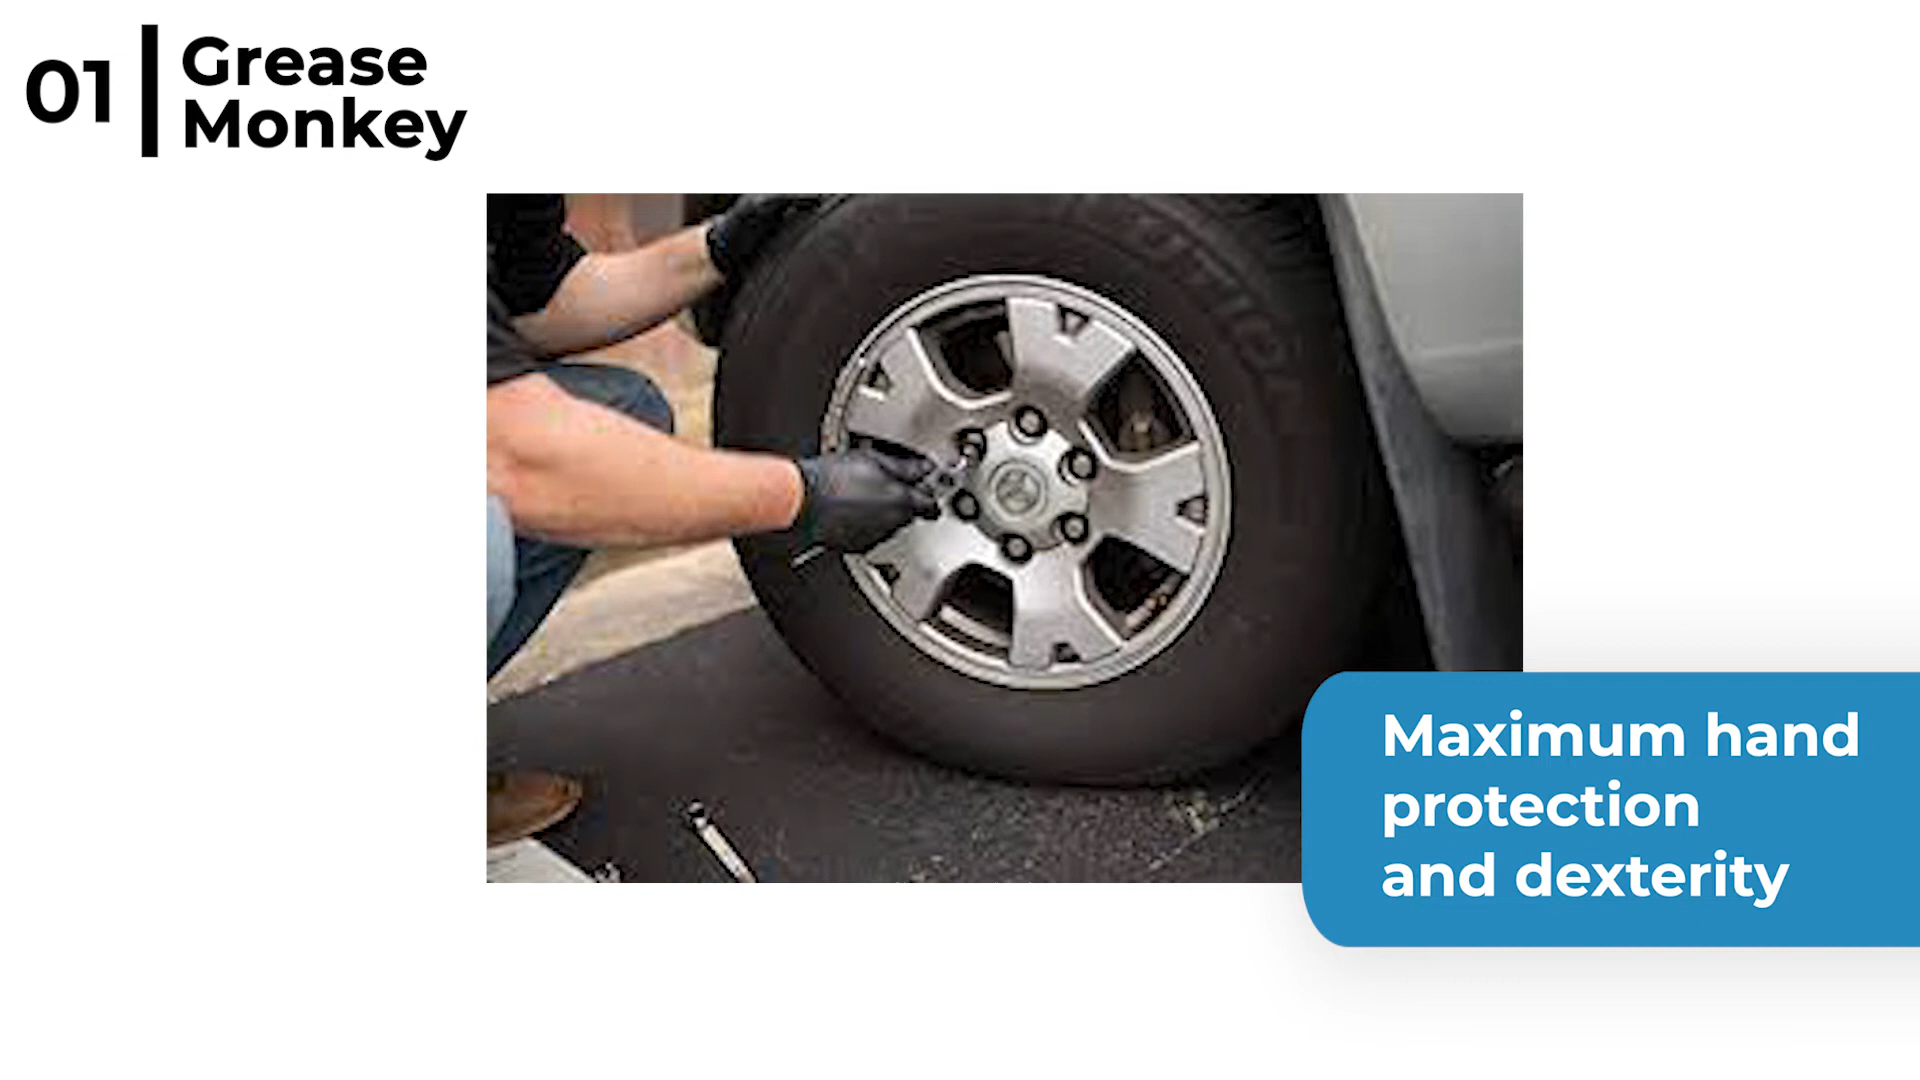 01
Grease
Monkey
Maximum hand
protection
and dexterity